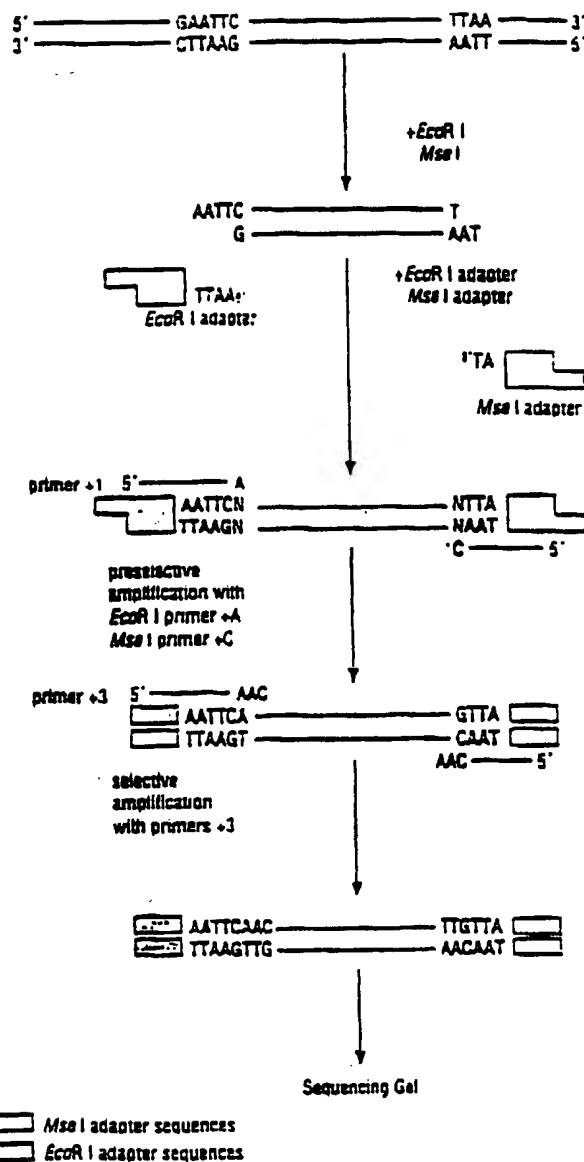 5' GAATTC TTAA 3'
3' CTTAAG AATT 5'
+EcoR I
Mse I
AATTC T
G AAT
+EcoR I adapter
Mse I adapter
TTAA
EcoR I adapter
TA
Mse I adapter
primer +1 5' A
AATTCN NTTA
TTAAGN NAAT
C 5'
preselective
amplification with
EcoR I primer +A
Mse I primer +C
primer +3 5' AAC
AATTCA GTTA
TTAAGT CAAT
AAC 5'
selective
amplification
with primers +3
AATTCAAC TTGTTA
TTAAGTTG AACAAT
Sequencing Gel
Mse I adapter sequences
EcoR I adapter sequences